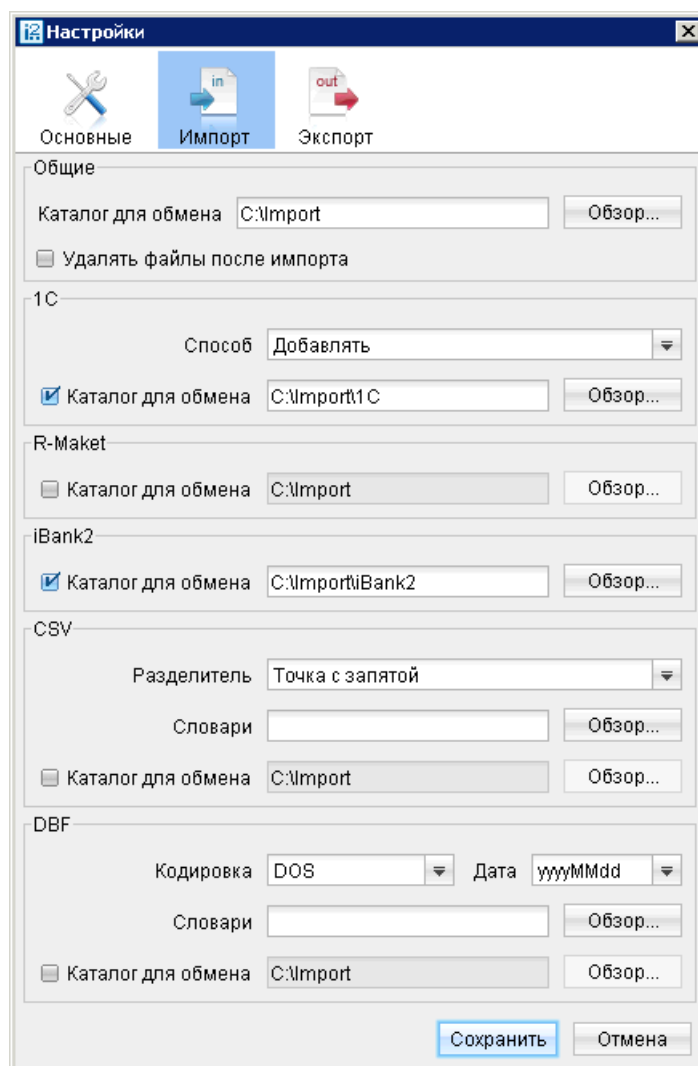 Настройки
in out
Основные Импорт Экспорт
Общие
Каталог для обмена C:\Import Обзор...
Удалять файлы после импорта
1C
Способ Добавлять
Каталог для обмена C:\Import\1C Обзор...
R-Maket
Каталог для обмена C:\Import Обзор...
iBank2
Каталог для обмена C:\Import\iBank2 Обзор...
CSV
Разделитель Точка с запятой
Словари Обзор...
Каталог для обмена C:\Import Обзор...
DBF
Кодировка DOS Дата yyyyMMdd
Словари Обзор...
Каталог для обмена C:\Import Обзор...
Сохранить Отмена